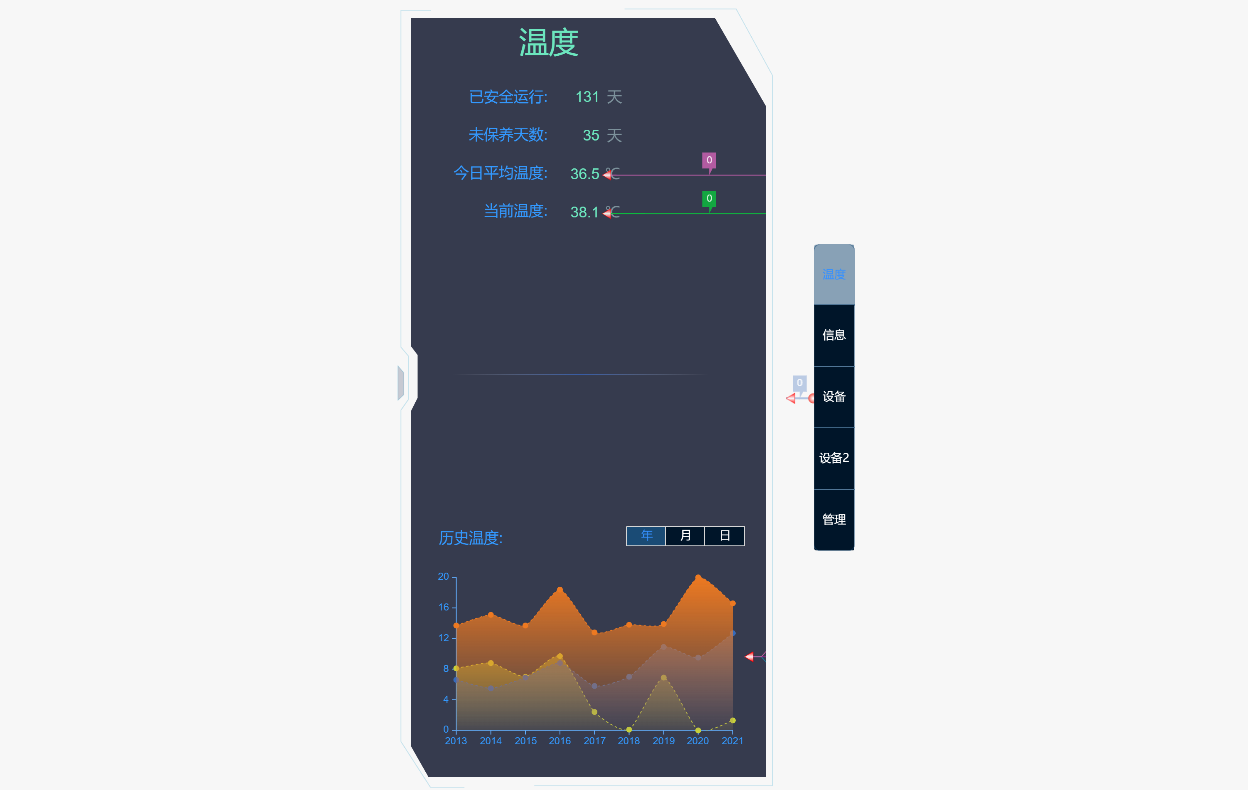 温度
已安全运行: 131 天
未保养天数: 35 天
0
今日平均温度: 36.5 ℃
0
当前温度: 38.1 ℃
温度
信息
0
设备
设备2
管理
历史温度:
年 月 日
20
16
12
8
4
0
2013 2014 2015 2016 2017 2018 2019 2020 2021